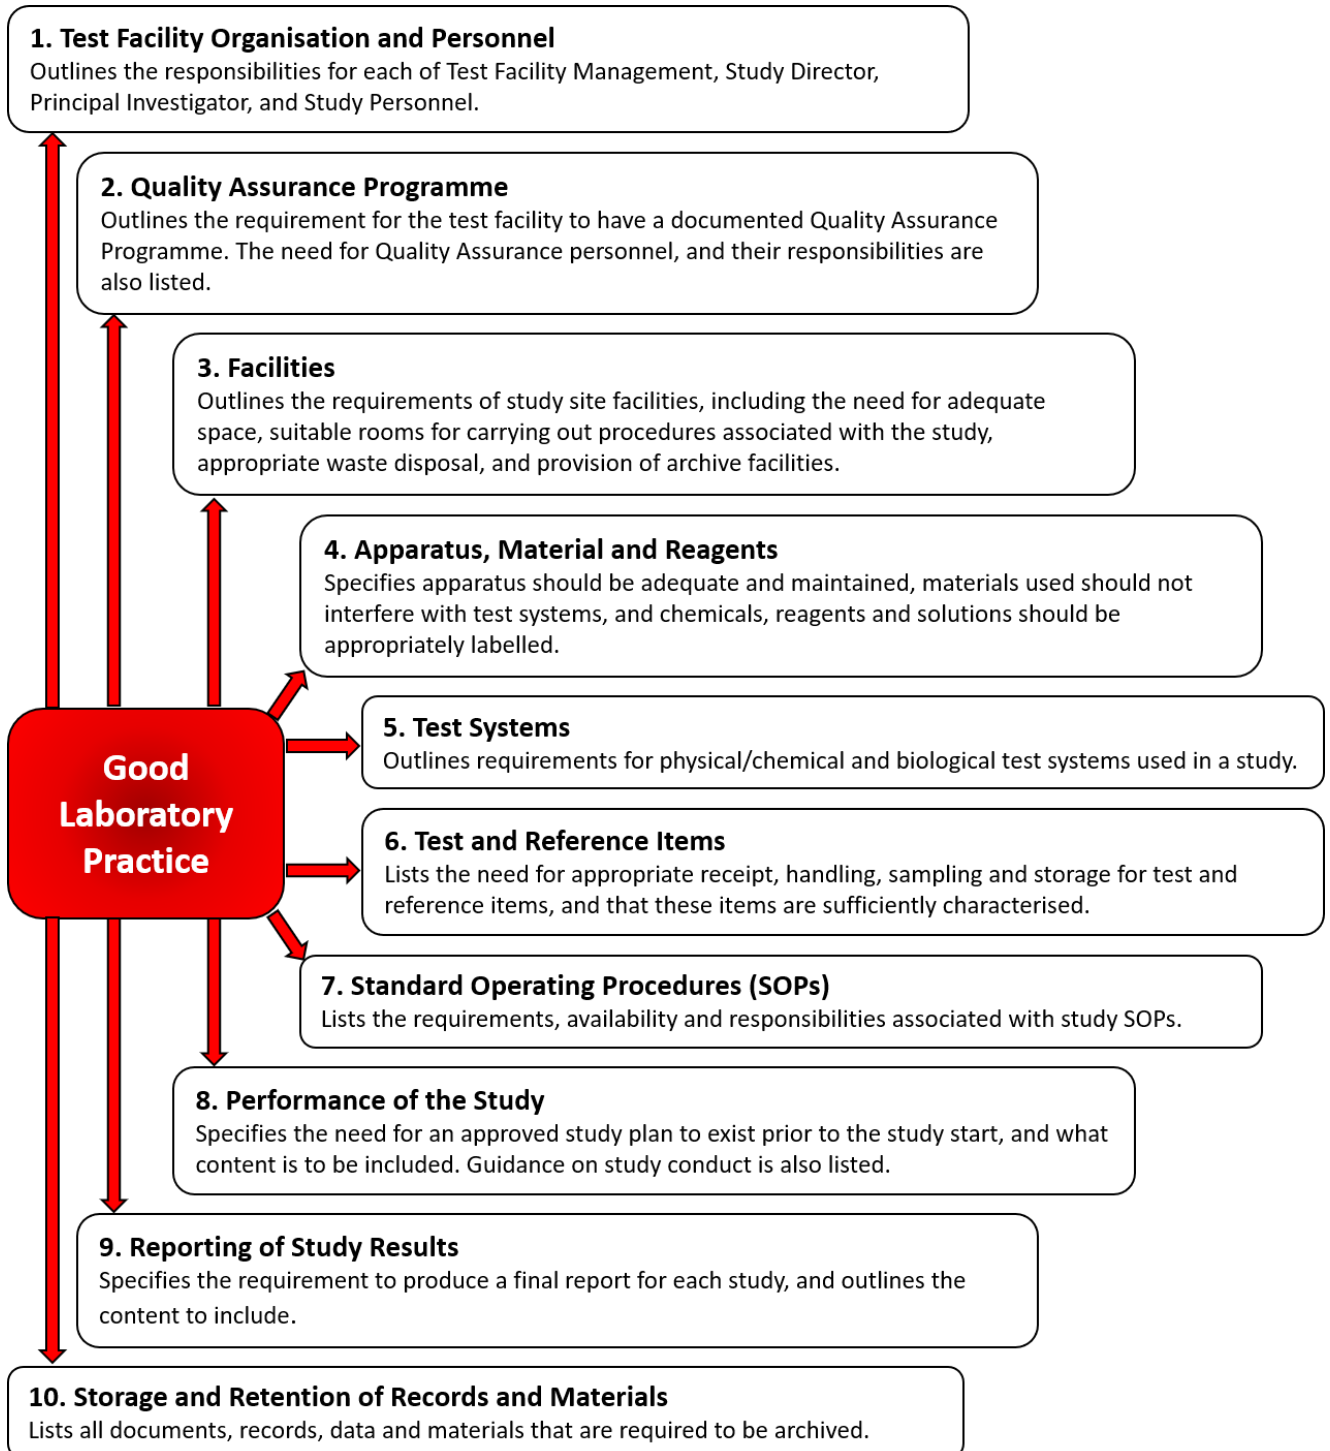 1. Test Facility Organisation and Personnel
Outlines the responsibilities for each of Test Facility Management, Study Director,
Principal Investigator, and Study Personnel.
2. Quality Assurance Programme
Outlines the requirement for the test facility to have a documented Quality Assurance
Programme. The need for Quality Assurance personnel, and their responsibilities are
also listed.
3. Facilities
Outlines the requirements of study site facilities, including the need for adequate
space, suitable rooms for carrying out procedures associated with the study,
appropriate waste disposal, and provision of archive facilities.
4. Apparatus, Material and Reagents
Specifies apparatus should be adequate and maintained, materials used should not
interfere with test systems, and chemicals, reagents and solutions should be
appropriately labelled.
Good
Laboratory
Practice
5. Test Systems
Outlines requirements for physical/chemical and biological test systems used in a study.
6. Test and Reference Items
Lists the need for appropriate receipt, handling, sampling and storage for test and
reference items, and that these items are sufficiently characterised.
7. Standard Operating Procedures (SOPs)
Lists the requirements, availability and responsibilities associated with study SOPs.
8. Performance of the Study
Specifies the need for an approved study plan to exist prior to the study start, and what
content is to be included. Guidance on study conduct is also listed.
9. Reporting of Study Results
Specifies the requirement to produce a final report for each study, and outlines the
content to include.
10. Storage and Retention of Records and Materials
Lists all documents, records, data and materials that are required to be archived.